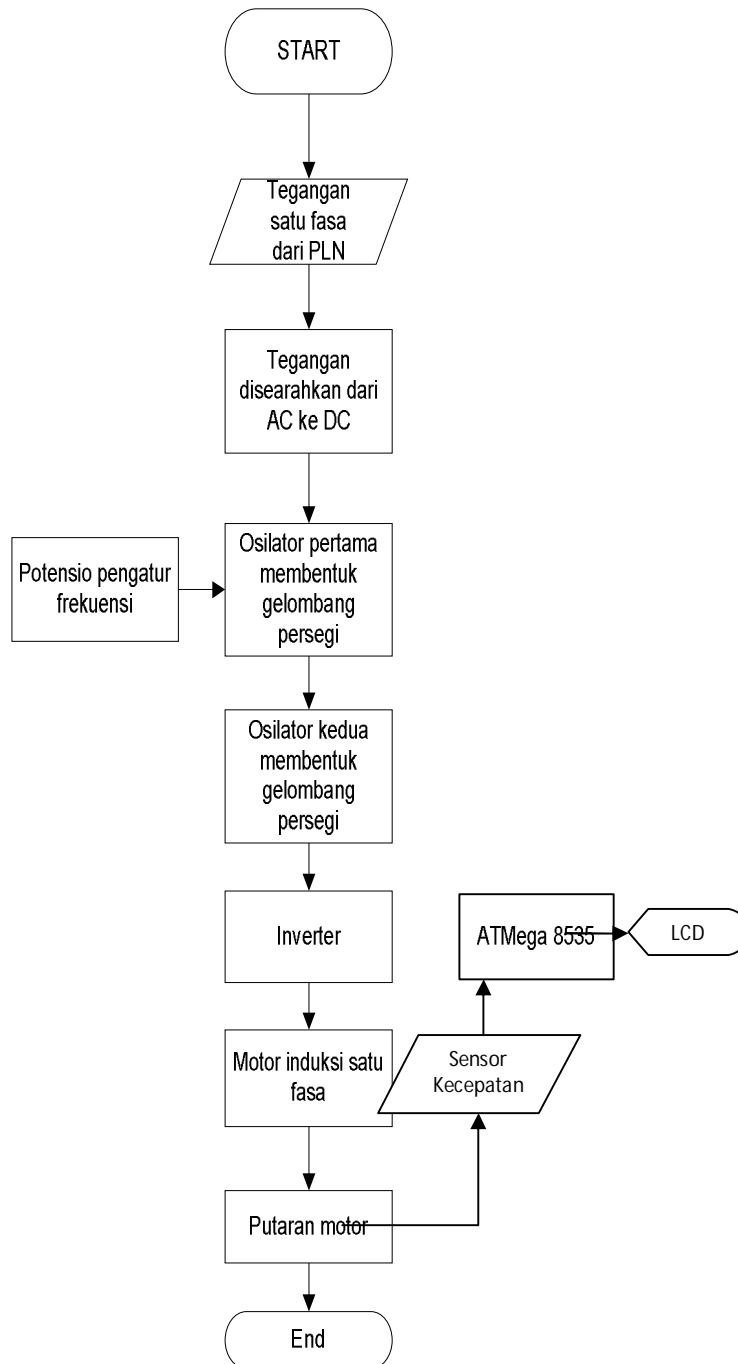 START
Tegangan
satu fasa
dari PLN
Tegangan
disearahkan dari
AC ke DC
Potensio pengatur
frekuensi
Osilator pertama
membentuk
gelombang
persegi
Osilator kedua
membentuk
gelombang
persegi
Inverter
ATMega 8535
LCD
Motor induksi satu
fasa
Sensor
Kecepatan
Putaran motor
End